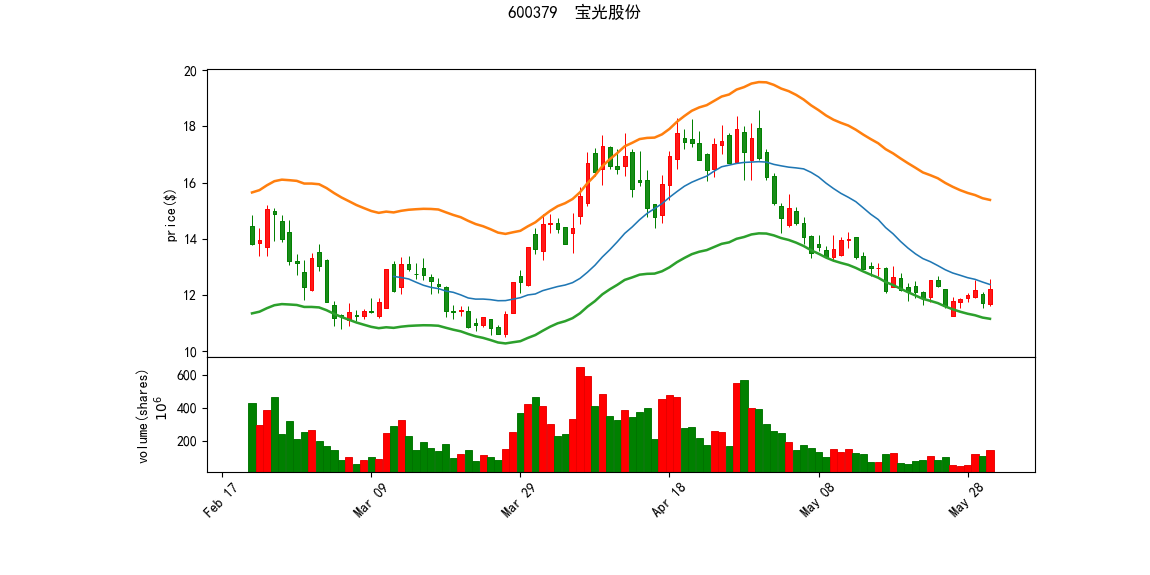 600379  宝光股份
price($)
20
18
16
14
12
10
volume(shares)
10^6
600
400
200
Feb 17
Mar 09
Mar 29
Apr 18
May 08
May 28